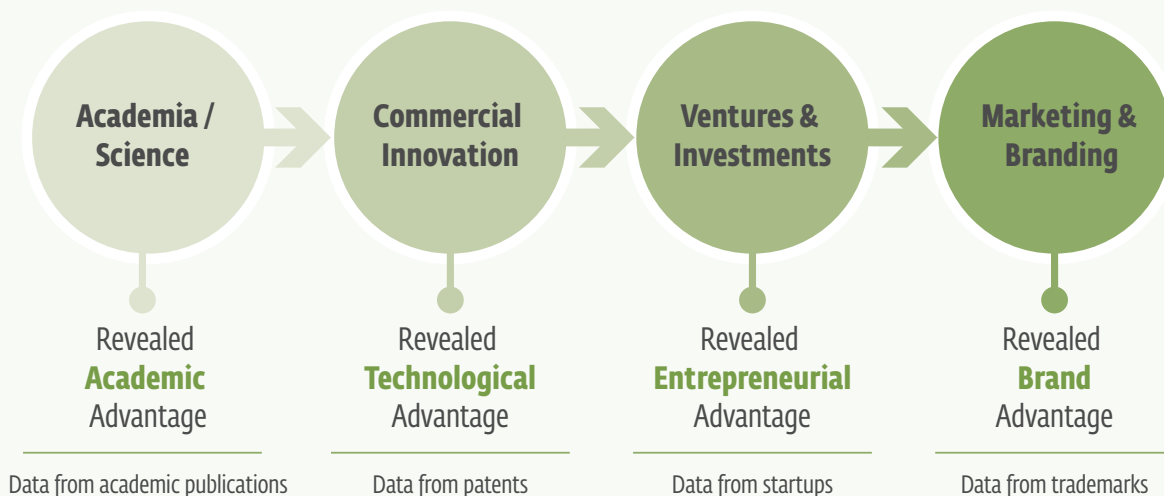 Academia /
Science
Commercial
Innovation
Ventures &
Investments
Marketing &
Branding
Revealed
Academic
Advantage
Revealed
Technological
Advantage
Revealed
Entrepreneurial
Advantage
Revealed
Brand
Advantage
Data from academic publications
Data from patents
Data from startups
Data from trademarks